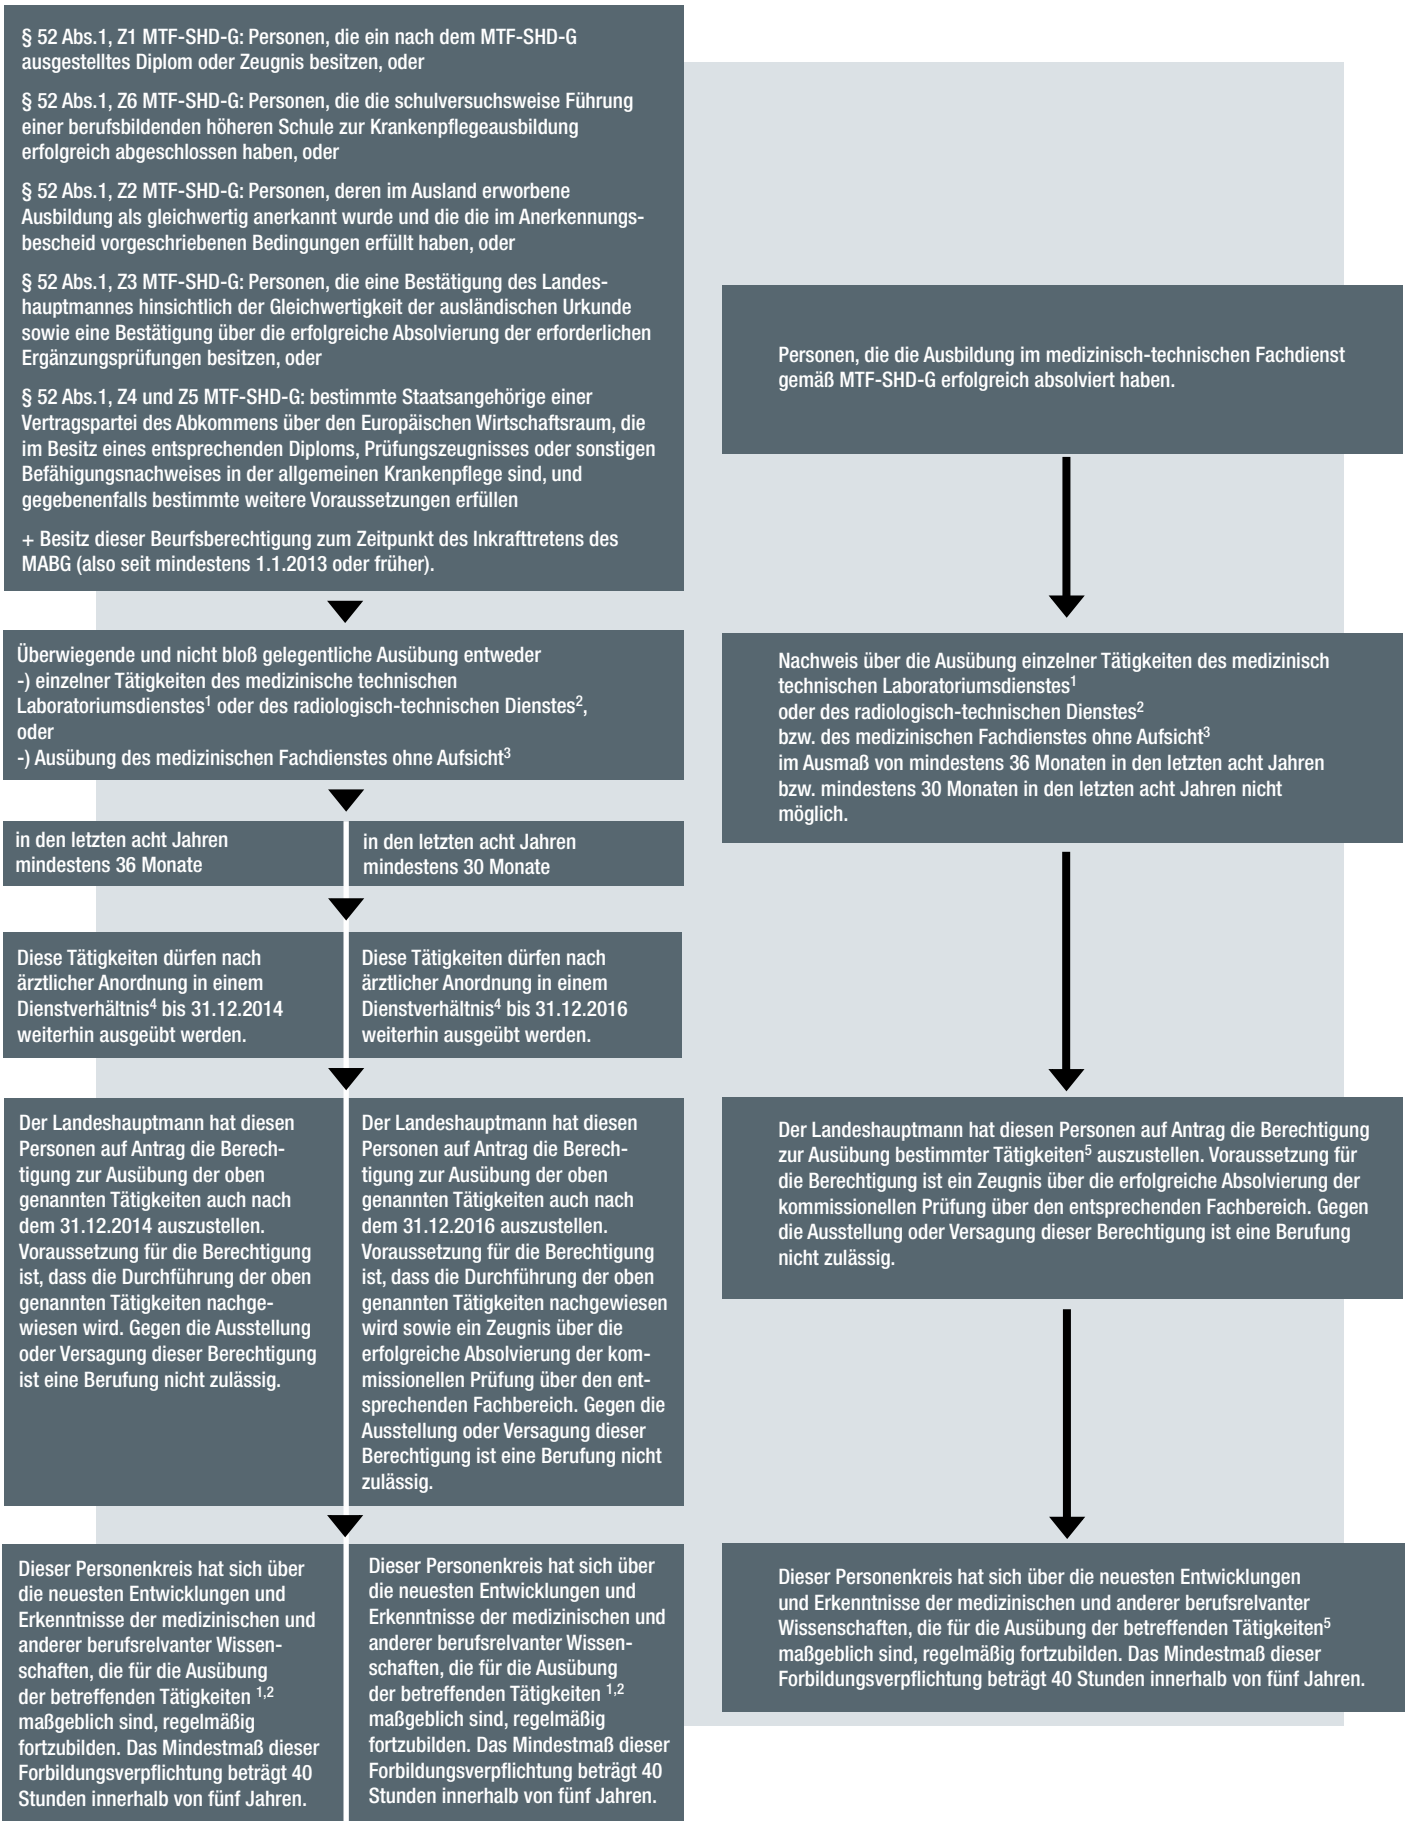 § 52 Abs.1, Z1 MTF-SHD-G: Personen, die ein nach dem MTF-SHD-G
ausgestelltes Diplom oder Zeugnis besitzen, oder
§ 52 Abs.1, Z6 MTF-SHD-G: Personen, die die schulversuchsweise Führung
einer berufsbildenden höheren Schule zur Krankenpflegeausbildung
erfolgreich abgeschlossen haben, oder
§ 52 Abs.1, Z2 MTF-SHD-G: Personen, deren im Ausland erworbene
Ausbildung als gleichwertig anerkannt wurde und die die im Anerkennungs-
bescheid vorgeschriebenen Bedingungen erfüllt haben, oder
§ 52 Abs.1, Z3 MTF-SHD-G: Personen, die eine Bestätigung des Landes-
hauptmannes hinsichtlich der Gleichwertigkeit der ausländischen Urkunde
sowie eine Bestätigung über die erfolgreiche Absolvierung der erforderlichen
Ergänzungsprüfungen besitzen, oder
§ 52 Abs.1, Z4 und Z5 MTF-SHD-G: bestimmte Staatsangehörige einer
Vertragspartei des Abkommens über den Europäischen Wirtschaftsraum, die
im Besitz eines entsprechenden Diploms, Prüfungszeugnisses oder sonstigen
Befähigungsnachweises in der allgemeinen Krankenpflege sind, und
gegebenenfalls bestimmte weitere Voraussetzungen erfüllen
+ Besitz dieser Beurfsberechtigung zum Zeitpunkt des Inkrafttretens des
MABG (also seit mindestens 1.1.2013 oder früher).
Überwiegende und nicht bloß gelegentliche Ausübung entweder
-) einzelner Tätigkeiten des medizinische technischen
Laboratoriumsdienstes¹ oder des radiologisch-technischen Dienstes²,
oder
-) Ausübung des medizinischen Fachdienstes ohne Aufsicht³
in den letzten acht Jahren
mindestens 36 Monate
in den letzten acht Jahren
mindestens 30 Monate
Diese Tätigkeiten dürfen nach
ärztlicher Anordnung in einem
Dienstverhältnis⁴ bis 31.12.2014
weiterhin ausgeübt werden.
Diese Tätigkeiten dürfen nach
ärztlicher Anordnung in einem
Dienstverhältnis⁴ bis 31.12.2016
weiterhin ausgeübt werden.
Der Landeshauptmann hat diesen
Personen auf Antrag die Berech-
tigung zur Ausübung der oben
genannten Tätigkeiten auch nach
dem 31.12.2014 auszustellen.
Voraussetzung für die Berechtigung
ist, dass die Durchführung der oben
genannten Tätigkeiten nachge-
wiesen wird. Gegen die Ausstellung
oder Versagung dieser Berechtigung
ist eine Berufung nicht zulässig.
Der Landeshauptmann hat diesen
Personen auf Antrag die Berech-
tigung zur Ausübung der oben
genannten Tätigkeiten auch nach
dem 31.12.2016 auszustellen.
Voraussetzung für die Berechtigung
ist, dass die Durchführung der oben
genannten Tätigkeiten nachgewiesen
wird sowie ein Zeugnis über die
erfolgreiche Absolvierung der kom-
missionellen Prüfung über den ent-
sprechenden Fachbereich. Gegen die
Ausstellung oder Versagung dieser
Berechtigung ist eine Berufung nicht
zulässig.
Dieser Personenkreis hat sich über
die neuesten Entwicklungen und
Erkenntnisse der medizinischen und
anderer berufsrelvanter Wissen-
schaften, die für die Ausübung
der betreffenden Tätigkeiten ¹,²
maßgeblich sind, regelmäßig
fortzubilden. Das Mindestmaß dieser
Forbildungsverpflichtung beträgt 40
Stunden innerhalb von fünf Jahren.
Dieser Personenkreis hat sich über
die neuesten Entwicklungen und
Erkenntnisse der medizinischen und
anderer berufsrelvanter Wissen-
schaften, die für die Ausübung
der betreffenden Tätigkeiten ¹,²
maßgeblich sind, regelmäßig
fortzubilden. Das Mindestmaß dieser
Forbildungsverpflichtung beträgt 40
Stunden innerhalb von fünf Jahren.
Personen, die die Ausbildung im medizinisch-technischen Fachdienst
gemäß MTF-SHD-G erfolgreich absolviert haben.
Nachweis über die Ausübung einzelner Tätigkeiten des medizinisch
technischen Laboratoriumsdienstes¹
oder des radiologisch-technischen Dienstes²
bzw. des medizinischen Fachdienstes ohne Aufsicht³
im Ausmaß von mindestens 36 Monaten in den letzten acht Jahren
bzw. mindestens 30 Monaten in den letzten acht Jahren nicht
möglich.
Der Landeshauptmann hat diesen Personen auf Antrag die Berechtigung
zur Ausübung bestimmter Tätigkeiten⁵ auszustellen. Voraussetzung für
die Berechtigung ist ein Zeugnis über die erfolgreiche Absolvierung der
kommissionellen Prüfung über den entsprechenden Fachbereich. Gegen
die Ausstellung oder Versagung dieser Berechtigung ist eine Berufung
nicht zulässig.
Dieser Personenkreis hat sich über die neuesten Entwicklungen
und Erkenntnisse der medizinischen und anderer berufsrelvanter
Wissenschaften, die für die Ausübung der betreffenden Tätigkeiten⁵
maßgeblich sind, regelmäßig fortzubilden. Das Mindestmaß dieser
Forbildungsverpflichtung beträgt 40 Stunden innerhalb von fünf Jahren.